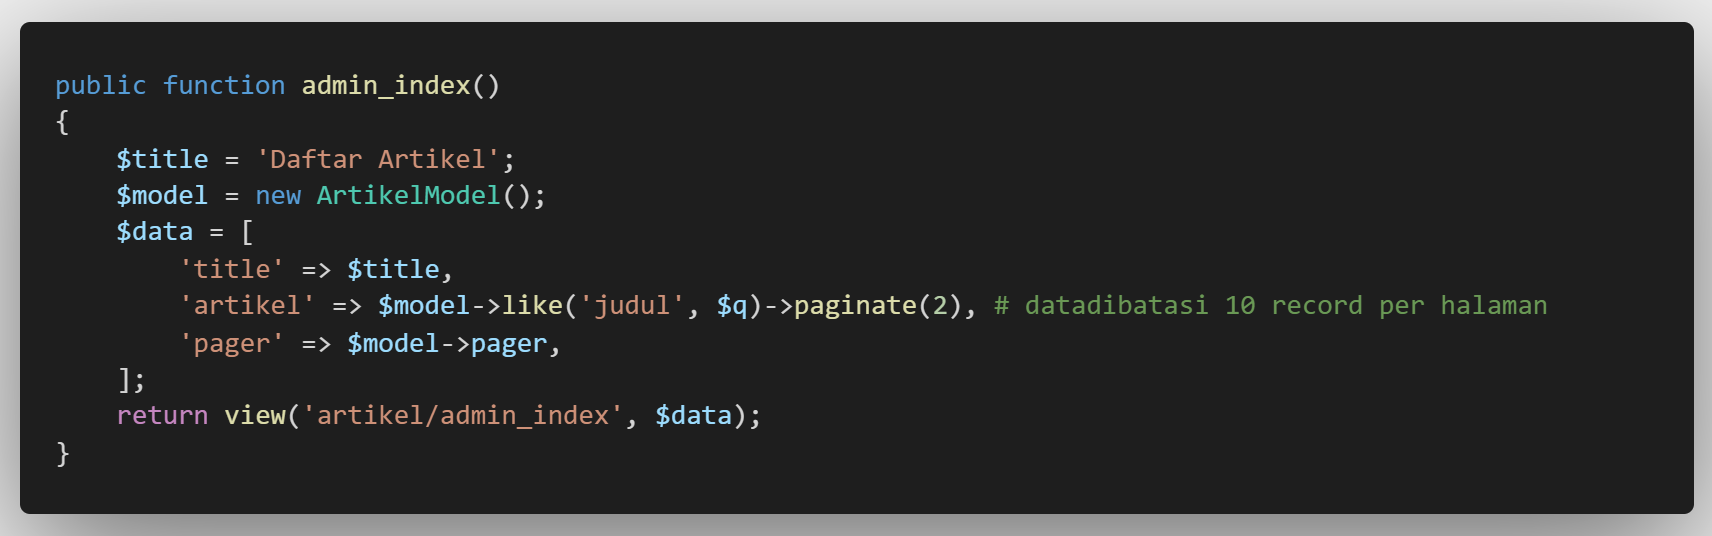 public function admin_index()
{
    $title = 'Daftar Artikel';
    $model = new ArtikelModel();
    $data = [
        'title' => $title,
        'artikel' => $model->like('judul', $q)->paginate(2), # datadibatasi 10 record per halaman
        'pager' => $model->pager,
    ];
    return view('artikel/admin_index', $data);
}